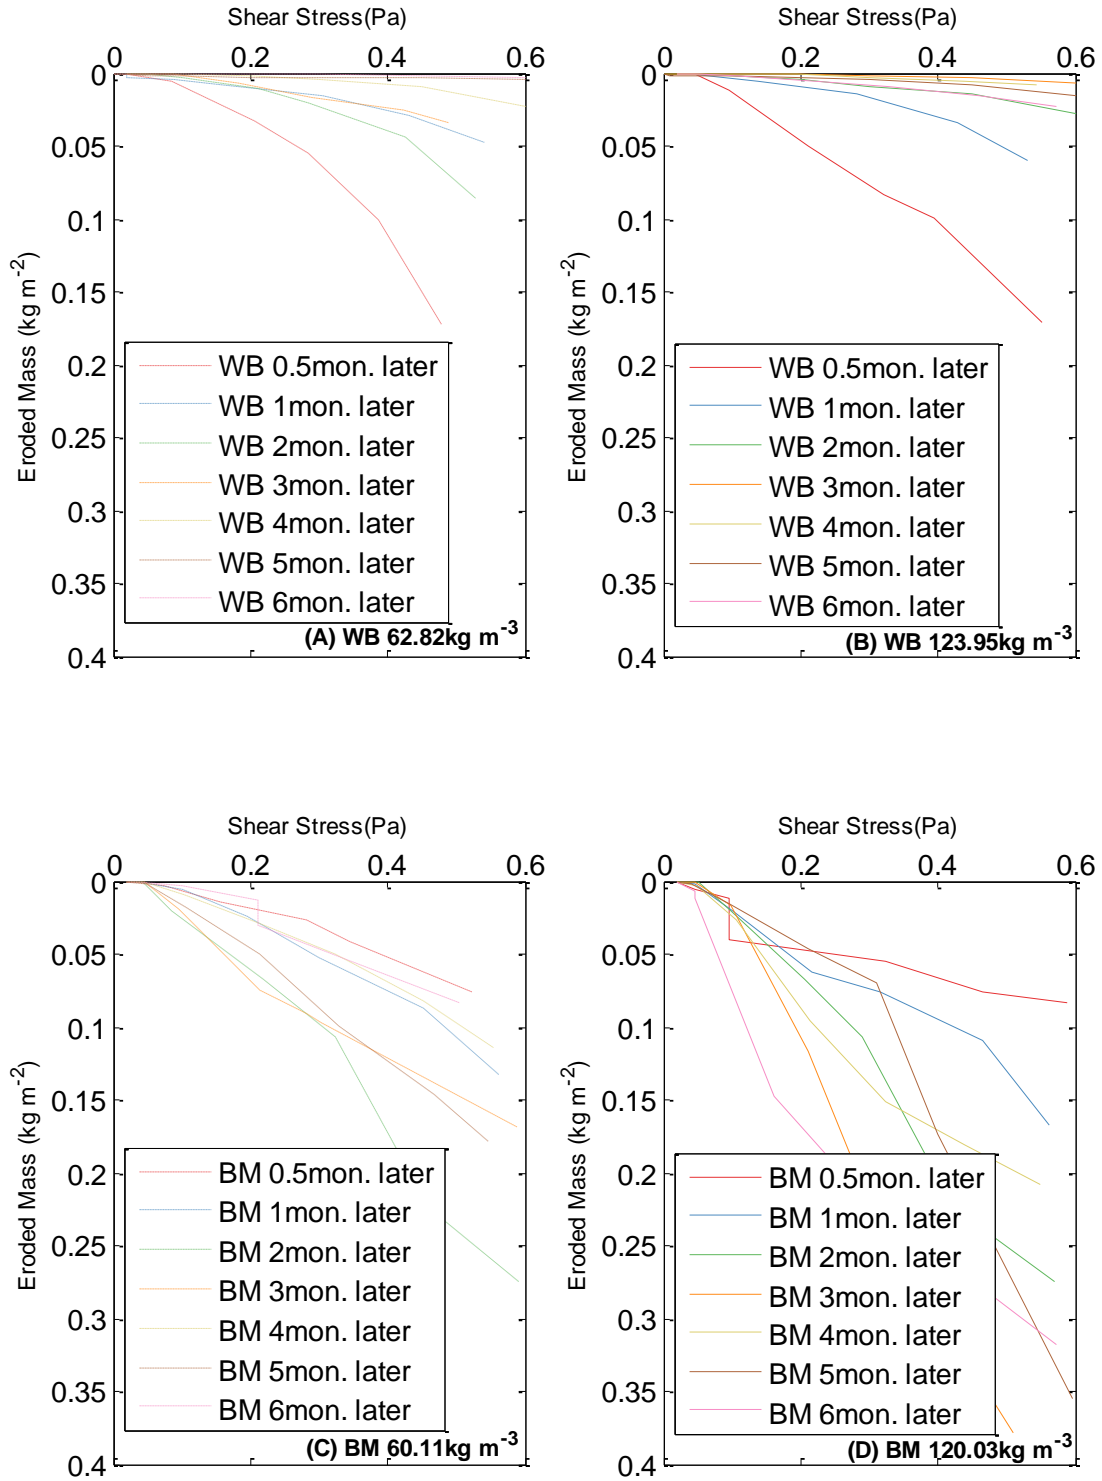 Shear Stress(Pa)
0 0.2 0.4 0.6
0
0.05
0.1
0.15
0.2
0.25
0.3
0.35
0.4
Eroded Mass (kg m-2)
WB 0.5mon. later
WB 1mon. later
WB 2mon. later
WB 3mon. later
WB 4mon. later
WB 5mon. later
WB 6mon. later
(A) WB 62.82kg m-3
Shear Stress(Pa)
0 0.2 0.4 0.6
0
0.05
0.1
0.15
0.2
0.25
0.3
0.35
0.4
Eroded Mass (kg m-2)
WB 0.5mon. later
WB 1mon. later
WB 2mon. later
WB 3mon. later
WB 4mon. later
WB 5mon. later
WB 6mon. later
(B) WB 123.95kg m-3
Shear Stress(Pa)
0 0.2 0.4 0.6
0
0.05
0.1
0.15
0.2
0.25
0.3
0.35
0.4
Eroded Mass (kg m-2)
BM 0.5mon. later
BM 1mon. later
BM 2mon. later
BM 3mon. later
BM 4mon. later
BM 5mon. later
BM 6mon. later
(C) BM 60.11kg m-3
Shear Stress(Pa)
0 0.2 0.4 0.6
0
0.05
0.1
0.15
0.2
0.25
0.3
0.35
0.4
Eroded Mass (kg m-2)
BM 0.5mon. later
BM 1mon. later
BM 2mon. later
BM 3mon. later
BM 4mon. later
BM 5mon. later
BM 6mon. later
(D) BM 120.03kg m-3